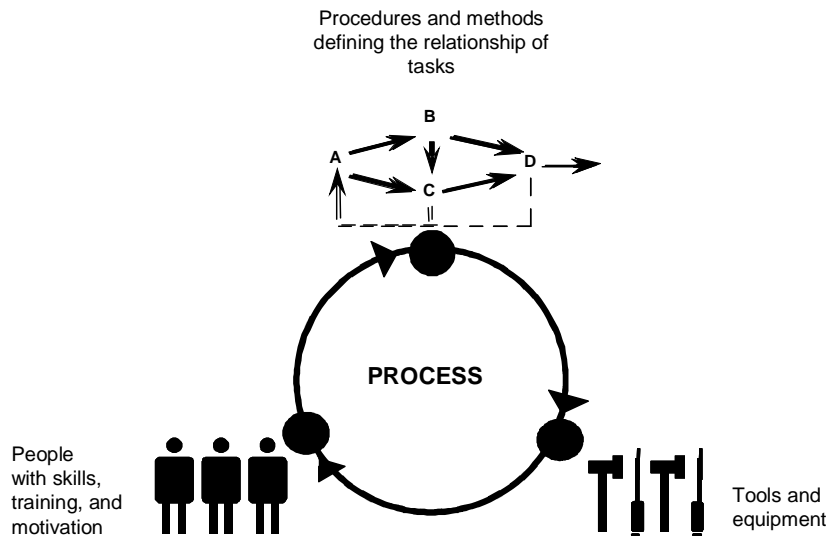 Procedures and methods
defining the relationship of
tasks
B
A
D
C
PROCESS
People
with skills,
training, and
motivation
Tools and
equipment